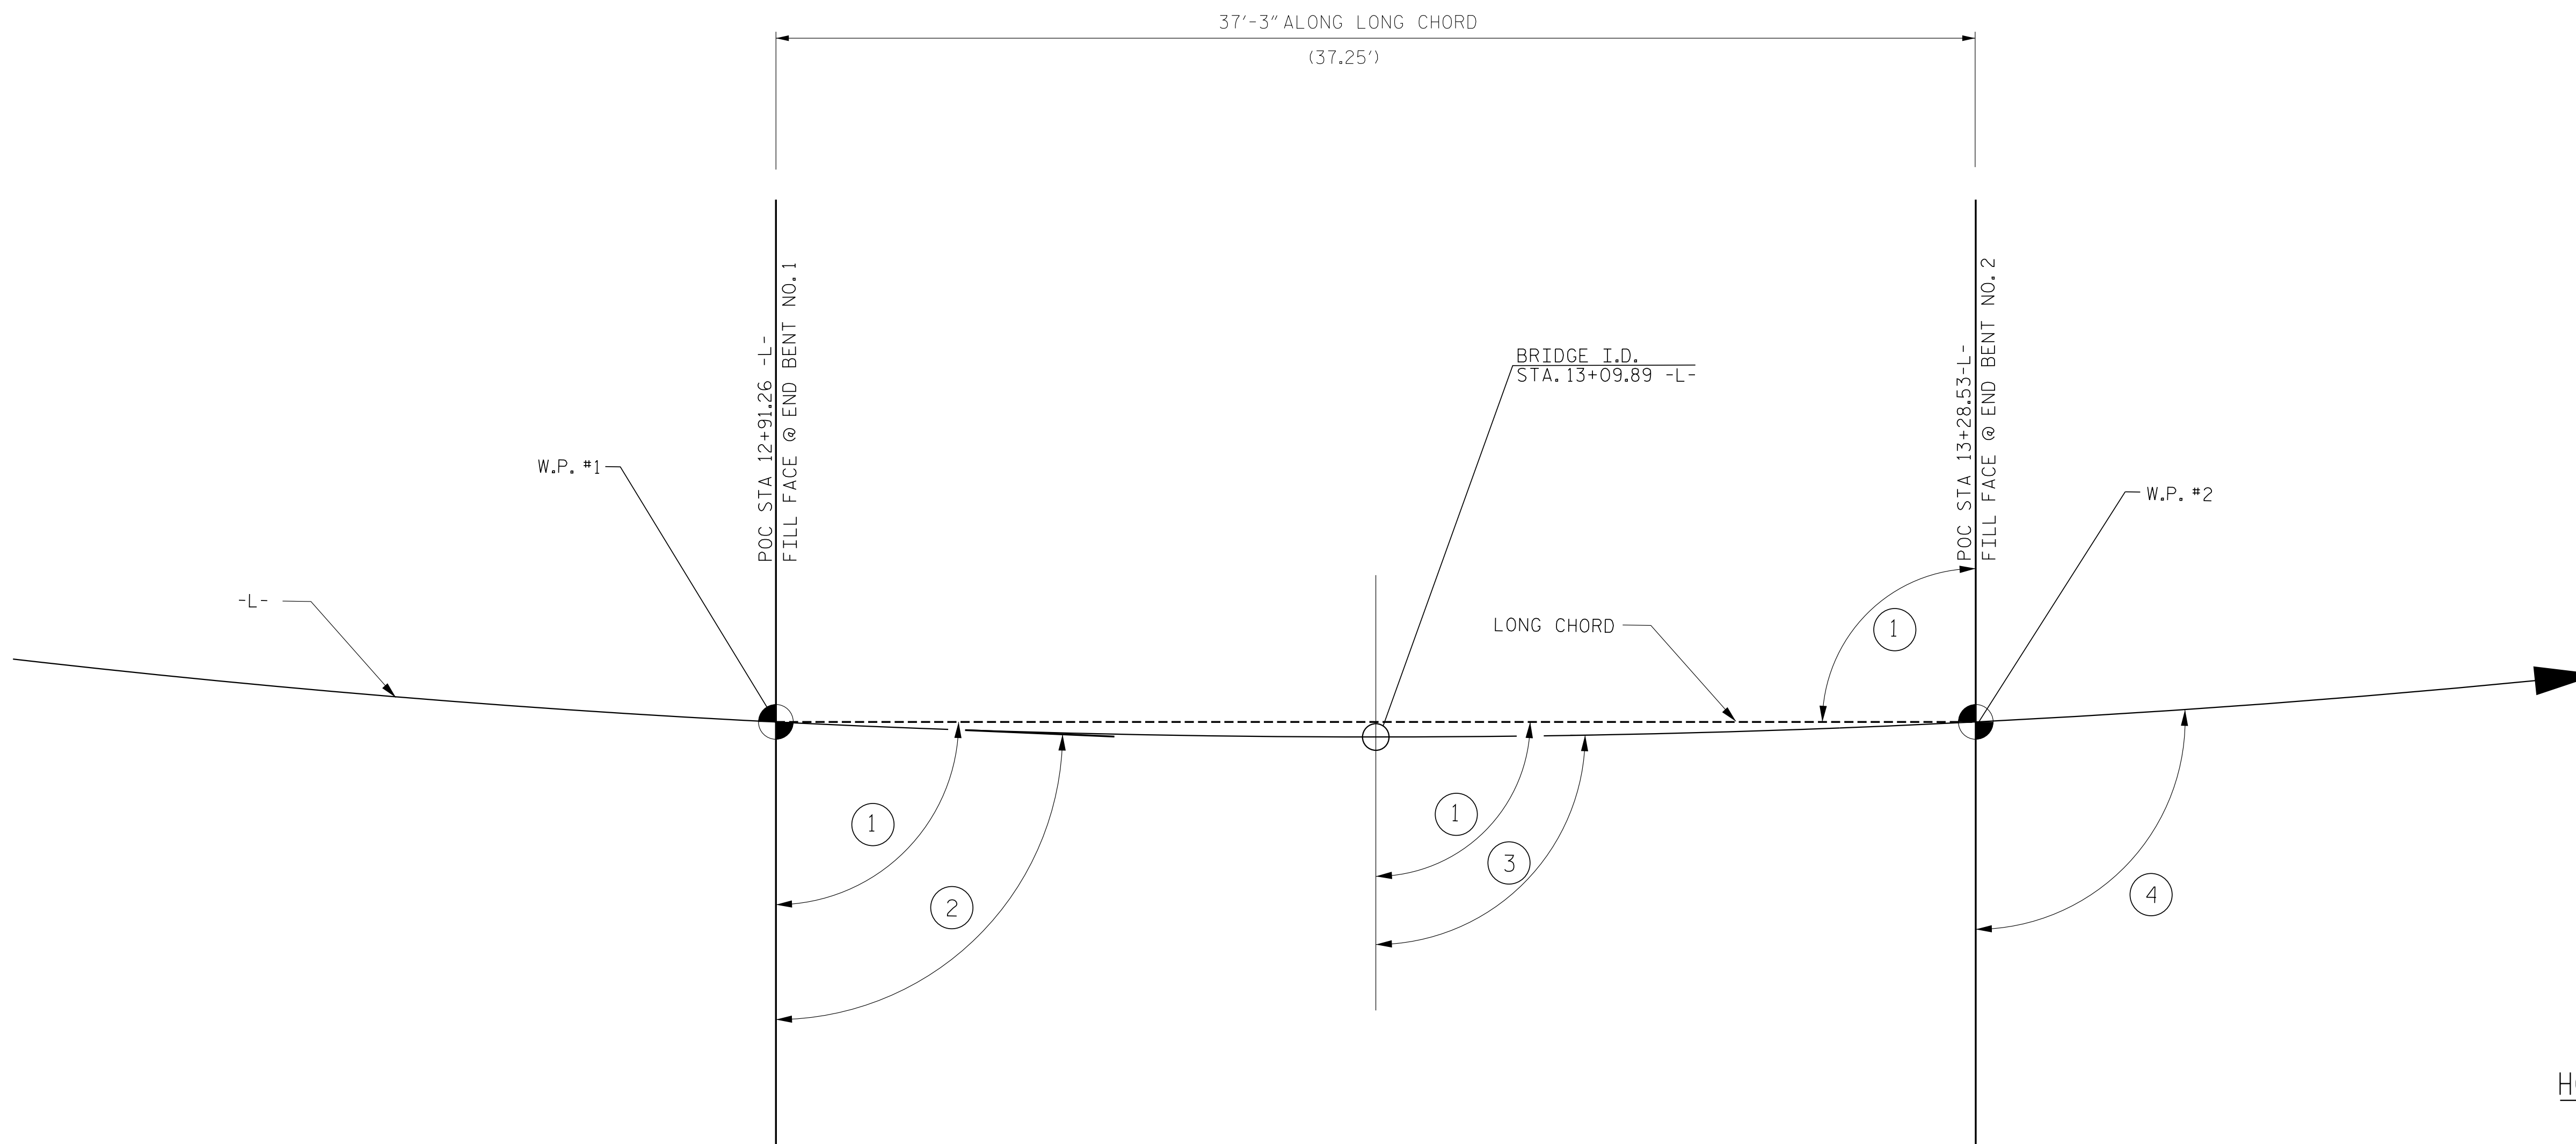 37'-3" ALONG LONG CHORD
(37.25')
POC STA 12+91.26 -L-
FILL FACE @ END BENT NO. 1
POC STA 13+28.53-L-
FILL FACE @ END BENT NO. 2
BRIDGE I.D.
STA. 13+09.89 -L-
W.P. #1
W.P. #2
-L-
LONG CHORD
1
1
1
3
2
4